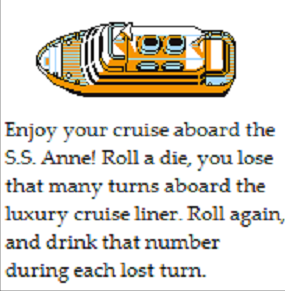 Enjoy your cruise aboard the
S.S. Anne! Roll a die, you lose
that many turns aboard the
luxury cruise liner. Roll again,
and drink that number
during each lost turn.